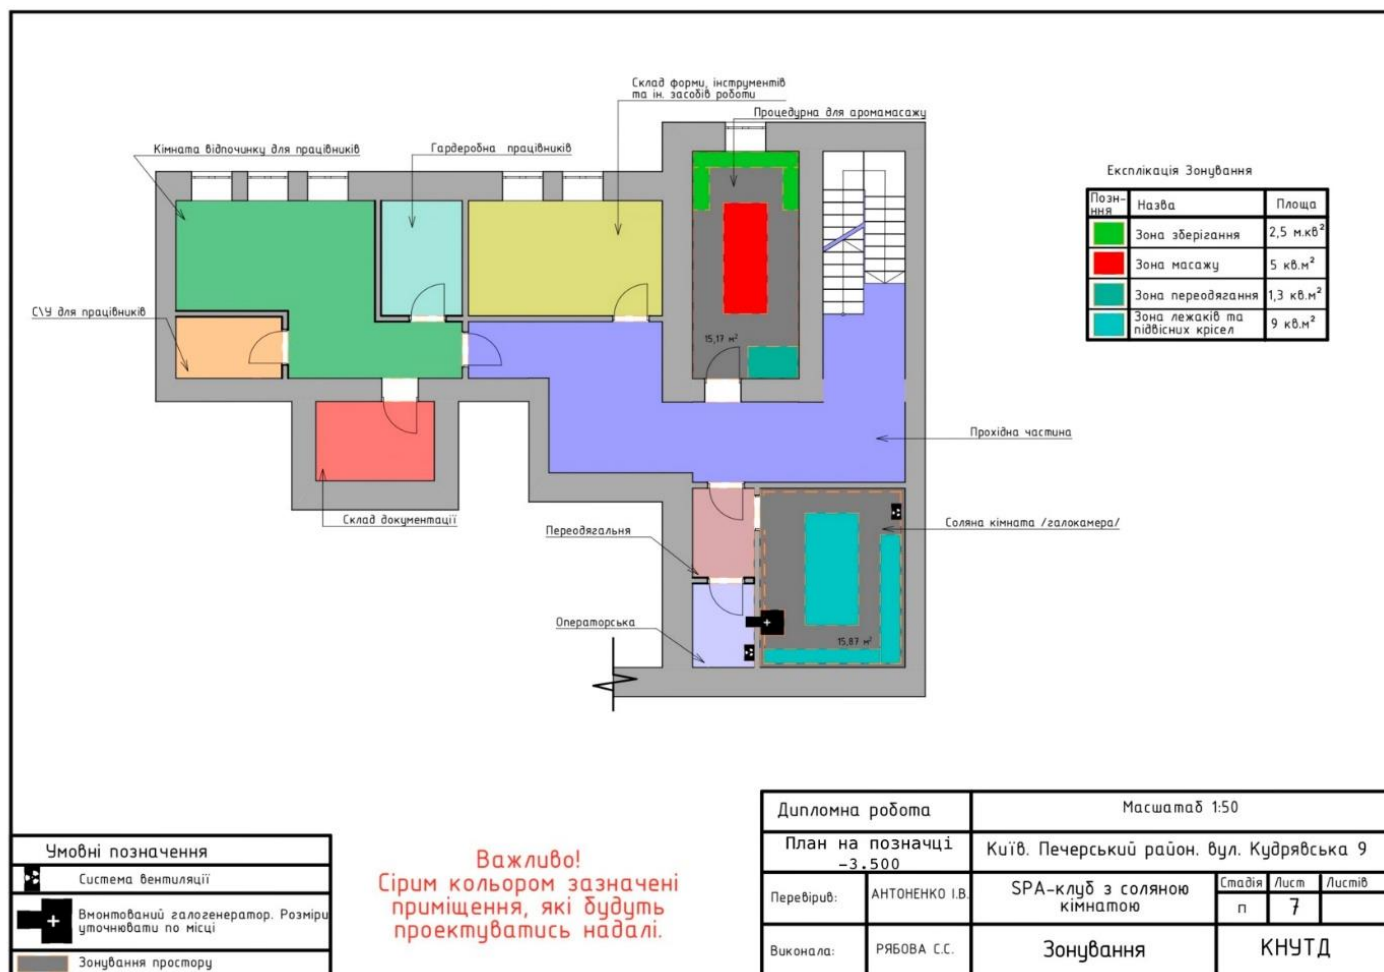 Склад форми, інструментів
та ін. засобів роботи
Процедурна для аромамасажу
Кімната відпочинку для працівників
Гардеробна працівників
С\У для працівників
15,17 м²
Прохідна частина
Склад документації
Переодягальня
Соляна кімната /галокамера/
Операторська
15,87 м²
Експлікація Зонування
Позн-
ння
Назва
Площа
Зона зберігання
2,5 м.кв²
Зона масажу
5 кв.м²
Зона переодягання
1,3 кв.м²
Зона лежаків та
підвісних крісел
9 кв.м²
Умовні позначення
Система вентиляції
Вмонтований галогенератор. Розміри
уточнювати по місці
Зонування простору
Важливо!
Сірим кольором зазначені
приміщення, які будуть
проектуватись надалі.
Дипломна робота
Масштаб 1:50
План на позначці
-3.500
Київ. Печерський район. вул. Кудрявська 9
Перевірив:
АНТОНЕНКО І.В.
SPA-клуб з соляною
кімнатою
Стадія
Лист
Листів
п
7
Виконала:
РЯБОВА С.С.
Зонування
КНУТД